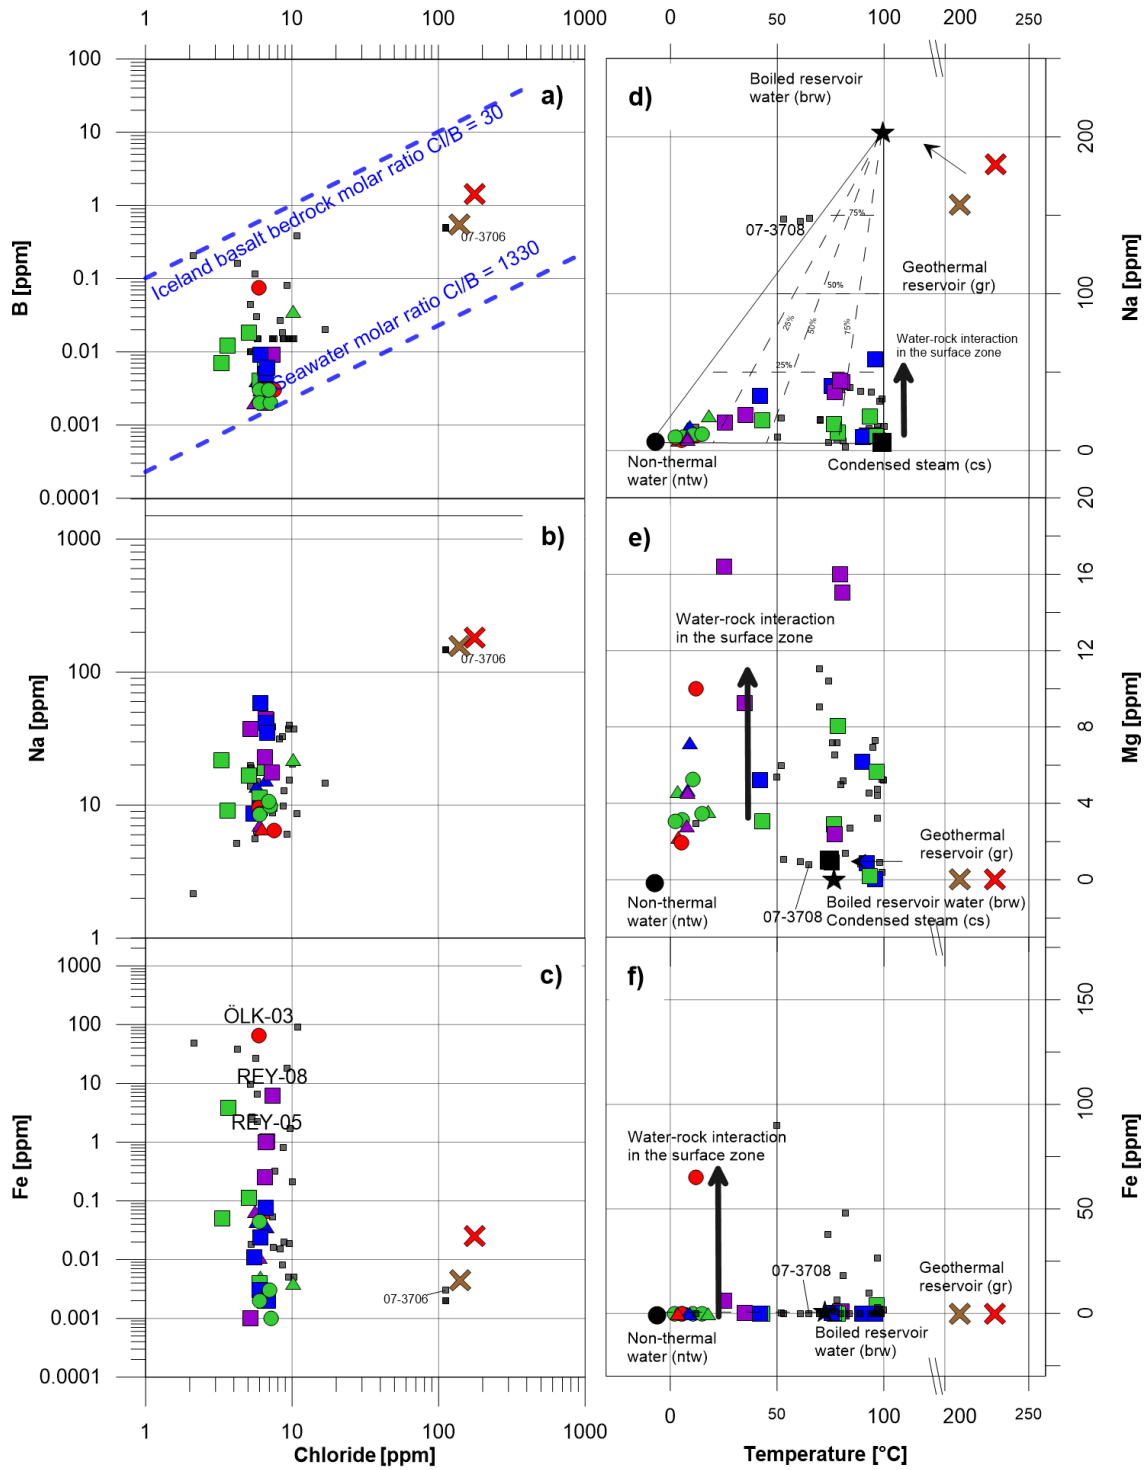 1 10 100 1000
0 50 100 200 250
100
10
1
0.1
0.01
0.001
0.0001
B [ppm]
a)
Iceland basalt bedrock molar ratio Cl/B = 30
Seawater molar ratio Cl/B = 1330
07-3706
1000
100
10
1
Na [ppm]
b)
07-3706
1000
100
10
1
0.1
0.01
0.001
0.0001
Fe [ppm]
c)
ÖLK-03
REY-08
REY-05
07-3706
1 10 100 1000
Chloride [ppm]
d)
Boiled reservoir
water (brw)
07-3708
75%
50%
25%
25%
50%
75%
Geothermal
reservoir (gr)
Water-rock interaction
in the surface zone
Non-thermal
water (ntw)
Condensed steam (cs)
200
100
0
Na [ppm]
e)
Water-rock interaction
in the surface zone
Geothermal
reservoir (gr)
Non-thermal
water (ntw)
07-3708
Boiled reservoir water (brw)
Condensed steam (cs)
20
16
12
8
4
0
Mg [ppm]
f)
Water-rock interaction
in the surface zone
07-3708
Geothermal
reservoir (gr)
Non-thermal
water (ntw)
Boiled reservoir
water (brw)
150
100
50
0
Fe [ppm]
0 50 100 200 250
Temperature [°C]